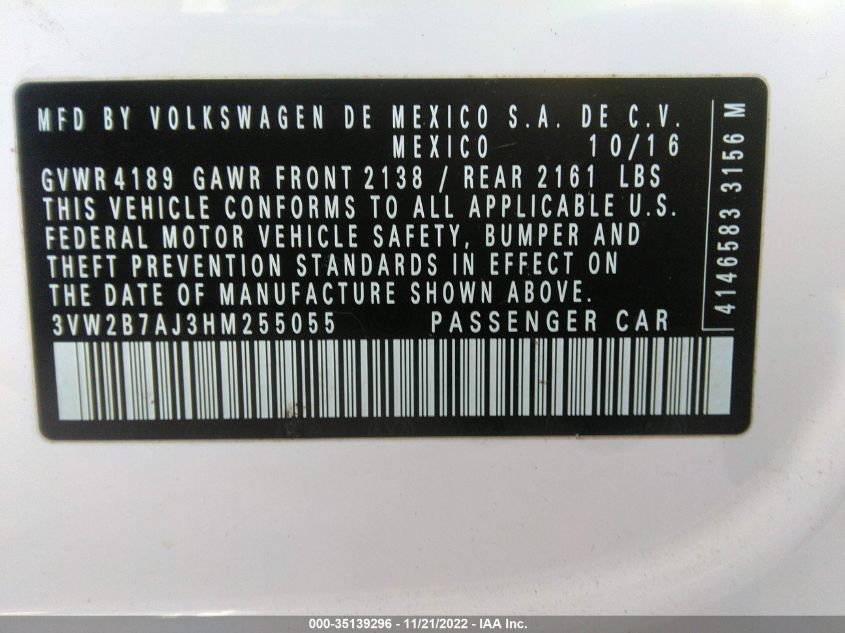 MFD BY VOLKSWAGEN DE MEXICO S.A. DE C.V.
MEXICO 10/16
GVWR 4189 GAWR FRONT 2138 / REAR 2161 LBS
THIS VEHICLE CONFORMS TO ALL APPLICABLE U.S.
FEDERAL MOTOR VEHICLE SAFETY, BUMPER AND
THEFT PREVENTION STANDARDS IN EFFECT ON
THE DATE OF MANUFACTURE SHOWN ABOVE.
3VW2B7AJ3HM255055 PASSENGER CAR
4146583 3156 M
000-35139296 - 11/21/2022 - IAA Inc.